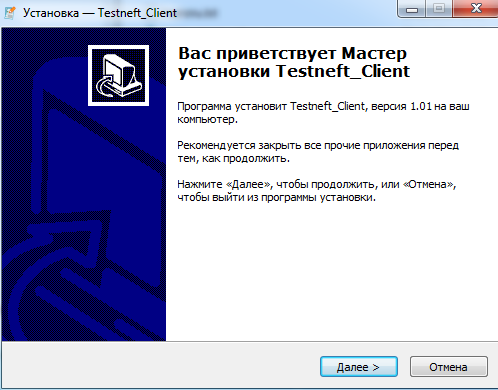 Установка — Testneft_Client
Вас приветствует Мастер
установки Testneft_Client
Программа установит Testneft_Client, версия 1.01 на ваш
компьютер.
Рекомендуется закрыть все прочие приложения перед
тем, как продолжить.
Нажмите «Далее», чтобы продолжить, или «Отмена»,
чтобы выйти из программы установки.
Далее >
Отмена